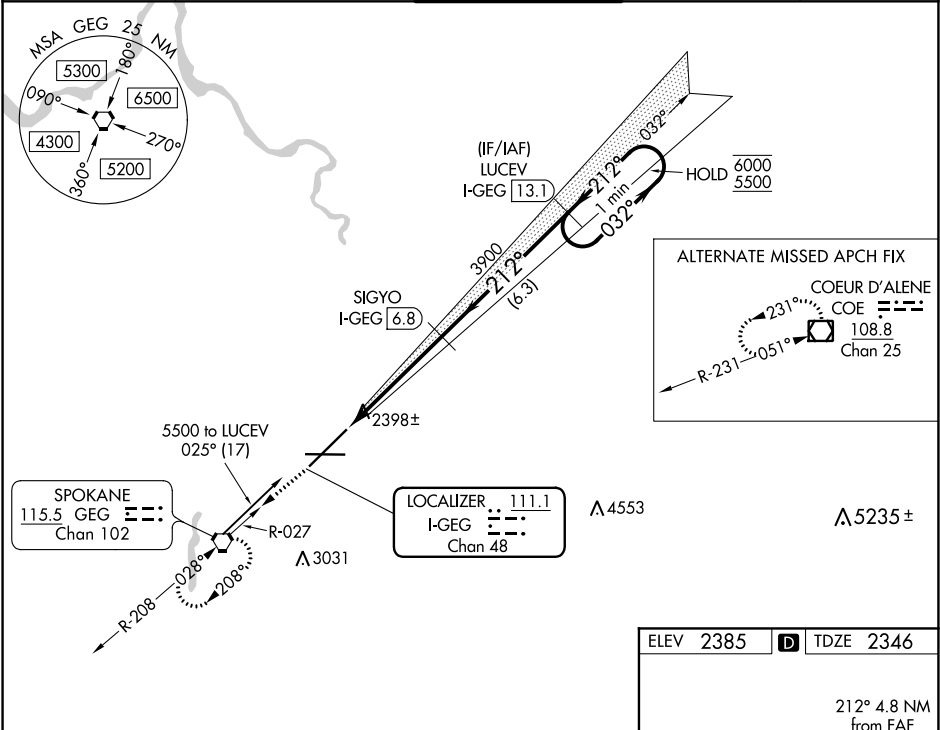 MSA GEG 25 NM
5300
180°
090°
6500
4300
270°
360°
5200
(IF/IAF)
LUCEV
I-GEG 13.1
032°
212°
1 min
032°
HOLD 6000
5500
3900
212°
(6.3)
SIGYO
I-GEG 6.8
ALTERNATE MISSED APCH FIX
COEUR D'ALENE
COE
108.8
Chan 25
231°
R-231
051°
2398±
5500 to LUCEV
025° (17)
SPOKANE
115.5 GEG
Chan 102
R-027
LOCALIZER 111.1
I-GEG
Chan 48
4553
5235±
3031
028°
208°
R-208
ELEV 2385 D TDZE 2346
212° 4.8 NM
from FAF